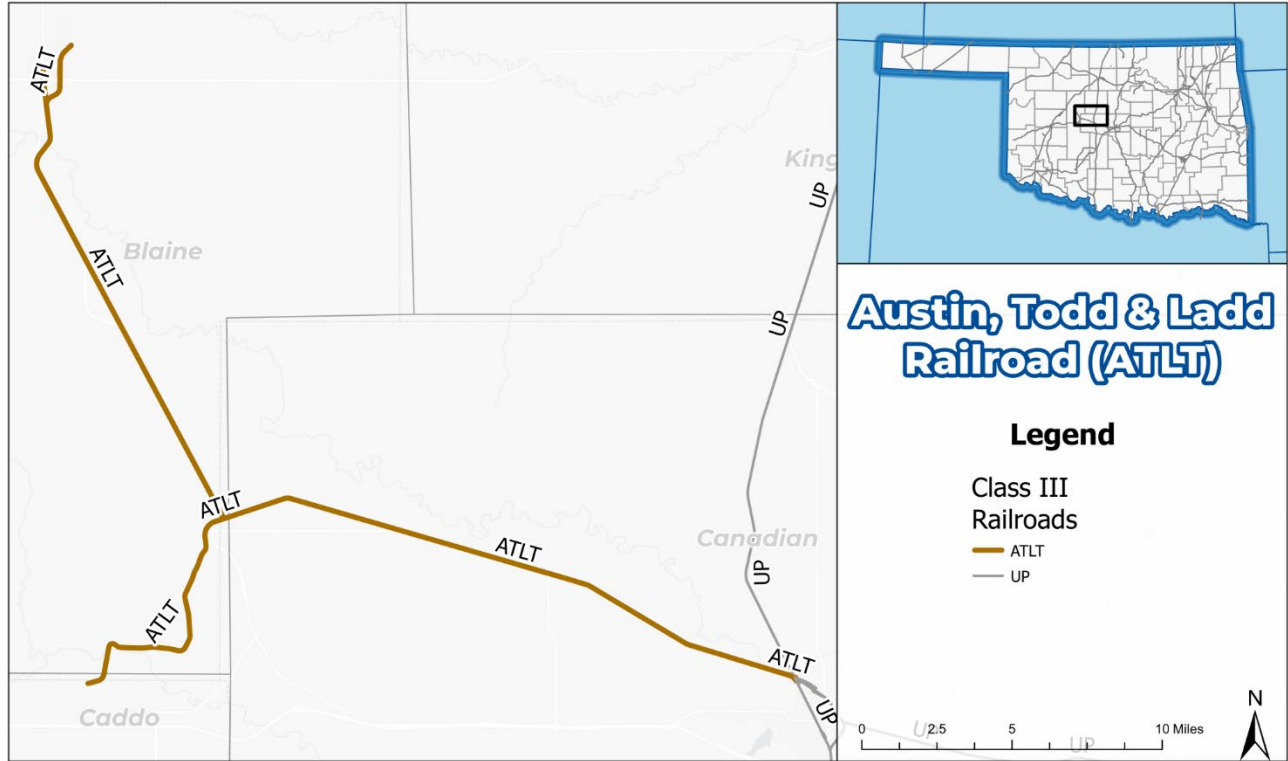 ATLT
Blaine
ATLT
King
UP
UP
ATLT
ATLT
Canadian
UP
ATLT
ATLT
UP
Caddo
Austin, Todd & Ladd
Railroad (ATLT)
Legend
Class III
Railroads
ATLT
UP
N
0 2.5 5 10 Miles
UP
UP